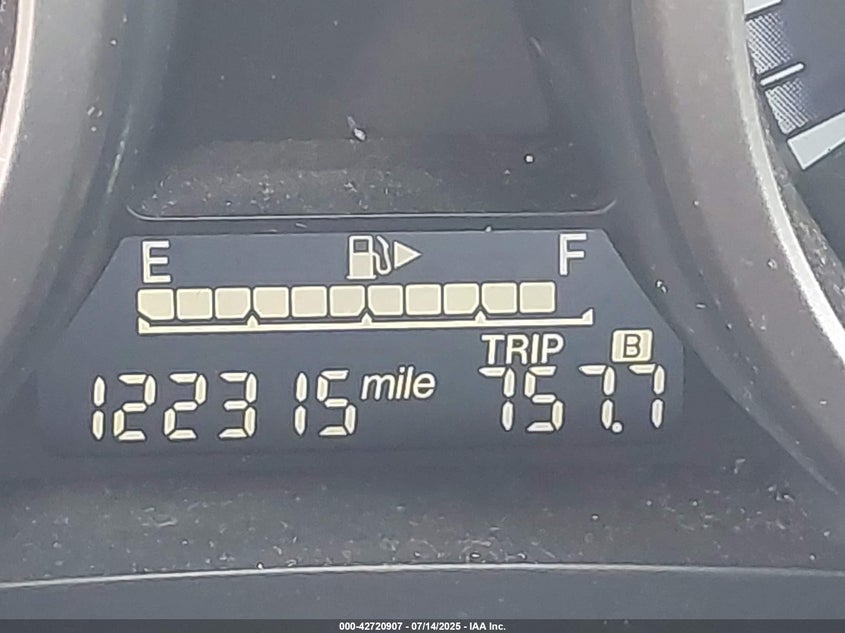 E F
TRIP B
122315 mile 757.7
000-42720907 - 07/14/2025 - IAA Inc.